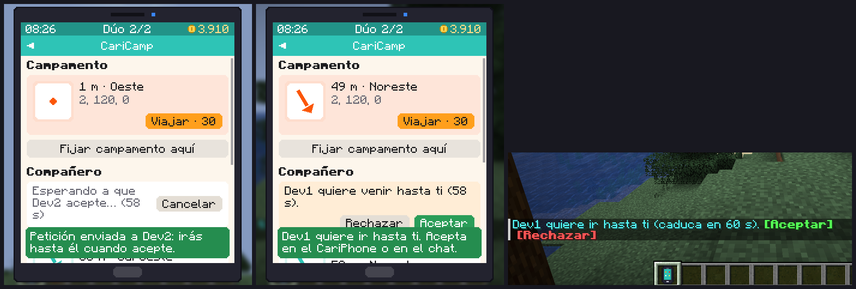 08:26 Dúo 2/2 3.910
CariCamp
Campamento
1 m · Oeste
2, 120, 0
Viajar · 30
Fijar campamento aquí
Compañero
Esperando a que
Dev2 acepte... (58
s)
Cancelar
Petición enviada a Dev2: irás
hasta él cuando acepte.
08:26 Dúo 2/2 3.910
CariCamp
Campamento
49 m · Noreste
2, 120, 0
Viajar · 30
Fijar campamento aquí
Compañero
Dev1 quiere venir hasta ti (58
s).
Rechazar Aceptar
Dev1 quiere ir hasta ti. Acepta
en el CariPhone o en el chat.
Dev1 quiere ir hasta ti (caduca en 60 s). [Aceptar]
[Rechazar]